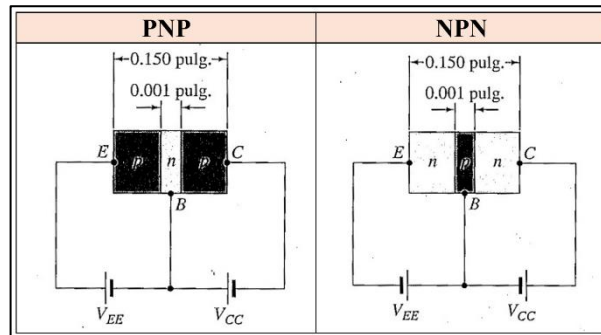 PNP
NPN
0.150 pulg.
0.001 pulg.
E
p
n
p
C
B
V_EE
V_CC
0.150 pulg.
0.001 pulg.
E
n
p
n
C
B
V_EE
V_CC